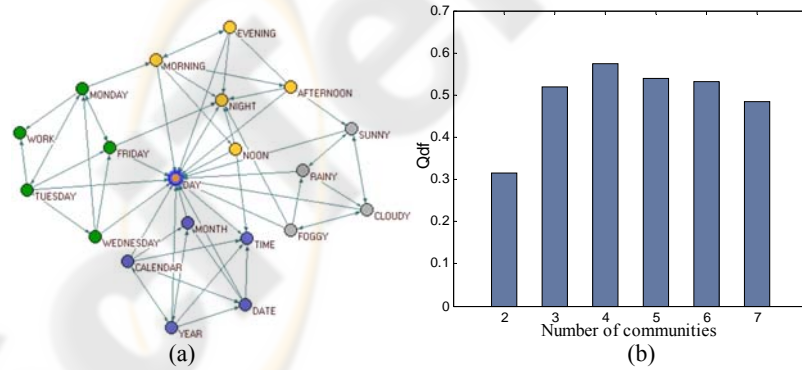 EVENING
MORNING
MONDAY
AFTERNOON
NIGHT
SUNNY
WORK
FRIDAY
NOON
RAINY
DAY
TUESDAY
CLOUDY
MONTH
FOGGY
WEDNESDAY
TIME
CALENDAR
DATE
YEAR
(a)
0.7
0.6
0.5
0.4
0.3
0.2
0.1
0
Qdf
2 3 4 5 6 7
Number of communities
(b)